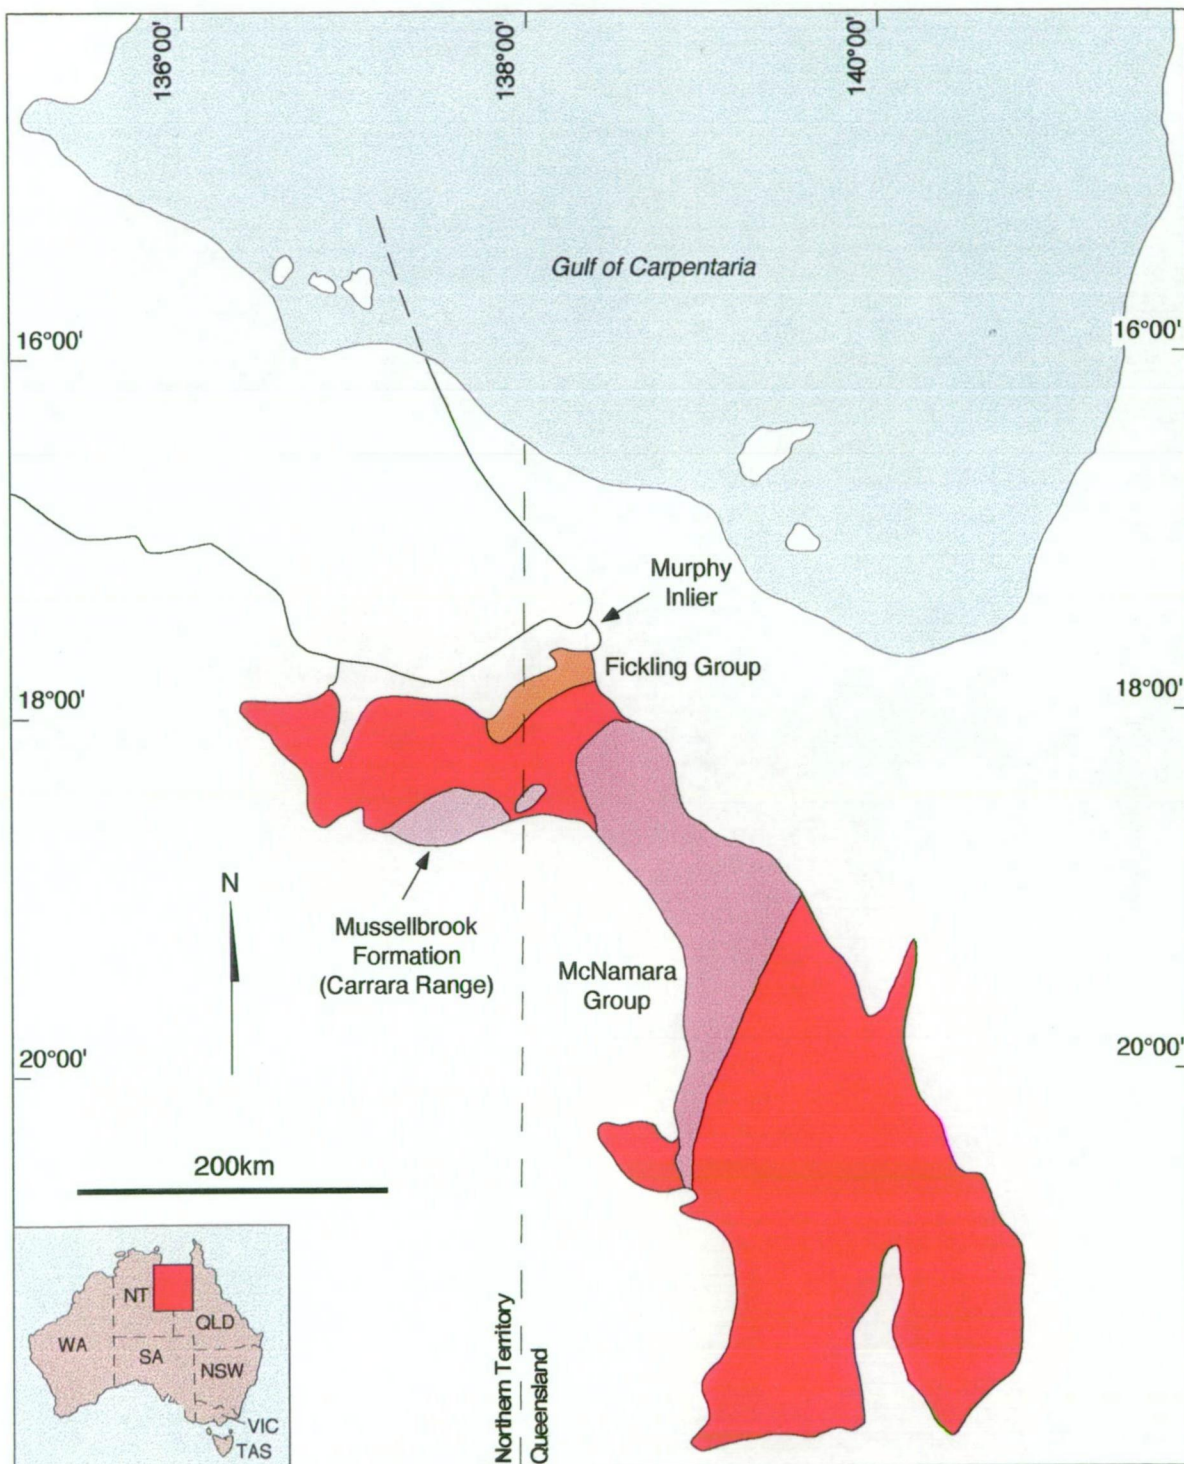 136°00'
138°00'
140°00'
Gulf of Carpentaria
16°00'
16°00'
Murphy
Inlier
Fickling Group
18°00'
18°00'
N
Mussellbrook
Formation
(Carrara Range)
McNamara
Group
20°00'
20°00'
200km
NT
QLD
WA
SA
NSW
VIC
TAS
Northern Territory
Queensland